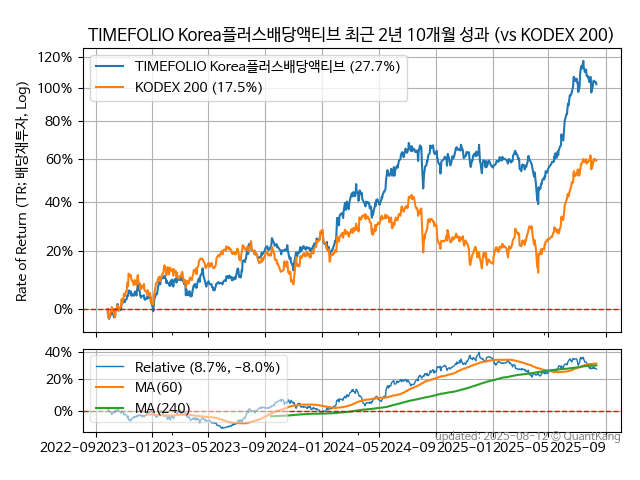 TIMEFOLIO Korea플러스배당액티브 최근 2년 10개월 성과 (vs KODEX 200)
Rate of Return (TR: 배당재투자, Log)
120%
100%
80%
60%
40%
20%
0%
TIMEFOLIO Korea플러스배당액티브 (27.7%)
KODEX 200 (17.5%)
40%
20%
0%
Relative (8.7%, −8.0%)
MA(60)
MA(240)
updated: 2025-08-12 © QuantKang
2022-09 2023-01 2023-05 2023-09 2024-01 2024-05 2024-09 2025-01 2025-05 2025-09